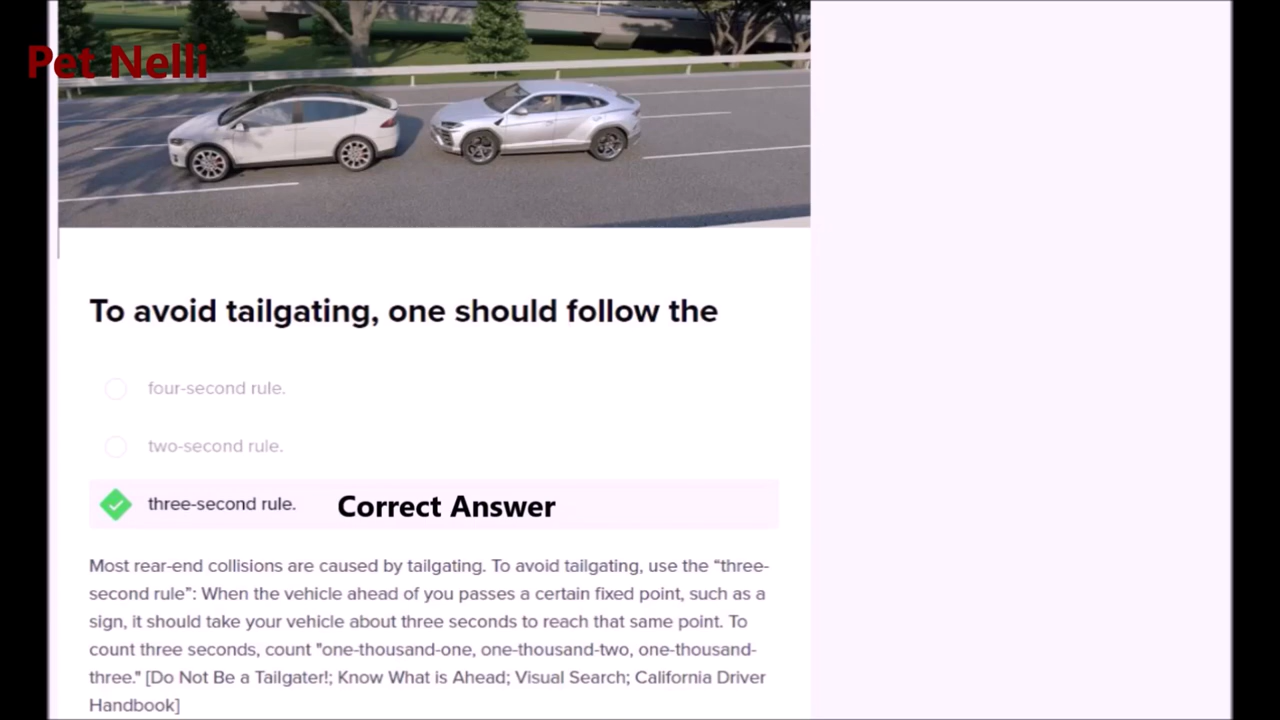 Pet Nelli
To avoid tailgating, one should follow the
four-second rule.
two-second rule.
three-second rule. Correct Answer
Most rear-end collisions are caused by tailgating. To avoid tailgating, use the “three-
second rule”: When the vehicle ahead of you passes a certain fixed point, such as a
sign, it should take your vehicle about three seconds to reach that same point. To
count three seconds, count "one-thousand-one, one-thousand-two, one-thousand-
three." [Do Not Be a Tailgater!; Know What is Ahead; Visual Search; California Driver
Handbook]